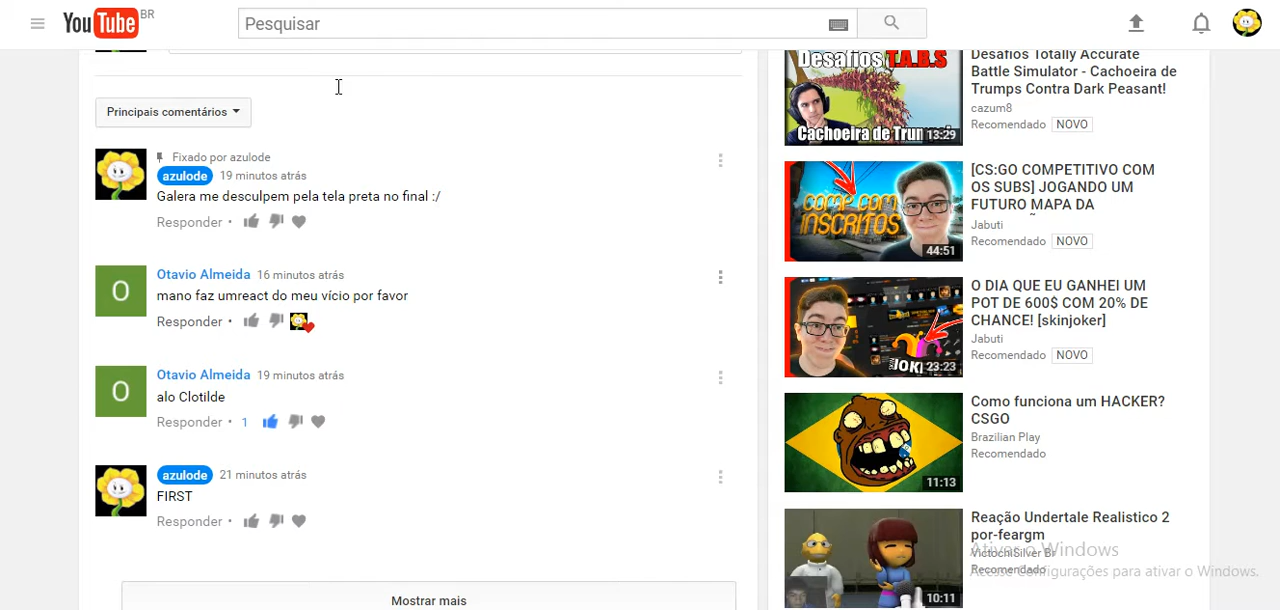 YouTube BR
Pesquisar
Principais comentários
Fixado por azulode
azulode 19 minutos atrás
Galera me desculpem pela tela preta no final :/
Responder •
Otavio Almeida 16 minutos atrás
mano faz umreact do meu vício por favor
Responder •
O
Otavio Almeida 19 minutos atrás
alo Clotilde
Responder • 1
O
azulode 21 minutos atrás
FIRST
Responder •
Mostrar mais
Desafios T.A.B.S
Cachoeira de Trum
13:29
Desafios Totally Accurate
Battle Simulator - Cachoeira de
Trumps Contra Dark Peasant!
cazum8
Recomendado NOVO
COMP COM
INSCRITOS
44:51
[CS:GO COMPETITIVO COM
OS SUBS] JOGANDO UM
FUTURO MAPA DA
Jabuti
Recomendado NOVO
JOKI
23:23
O DIA QUE EU GANHEI UM
POT DE 600$ COM 20% DE
CHANCE! [skinjoker]
Jabuti
Recomendado NOVO
11:13
Como funciona um HACKER?
CSGO
Brazilian Play
Recomendado
10:11
Reação Undertale Realistico 2
por-feargm
VictochiSilver Br
Recomendado
Ativar o Windows
Acesse Configurações para ativar o Windows.